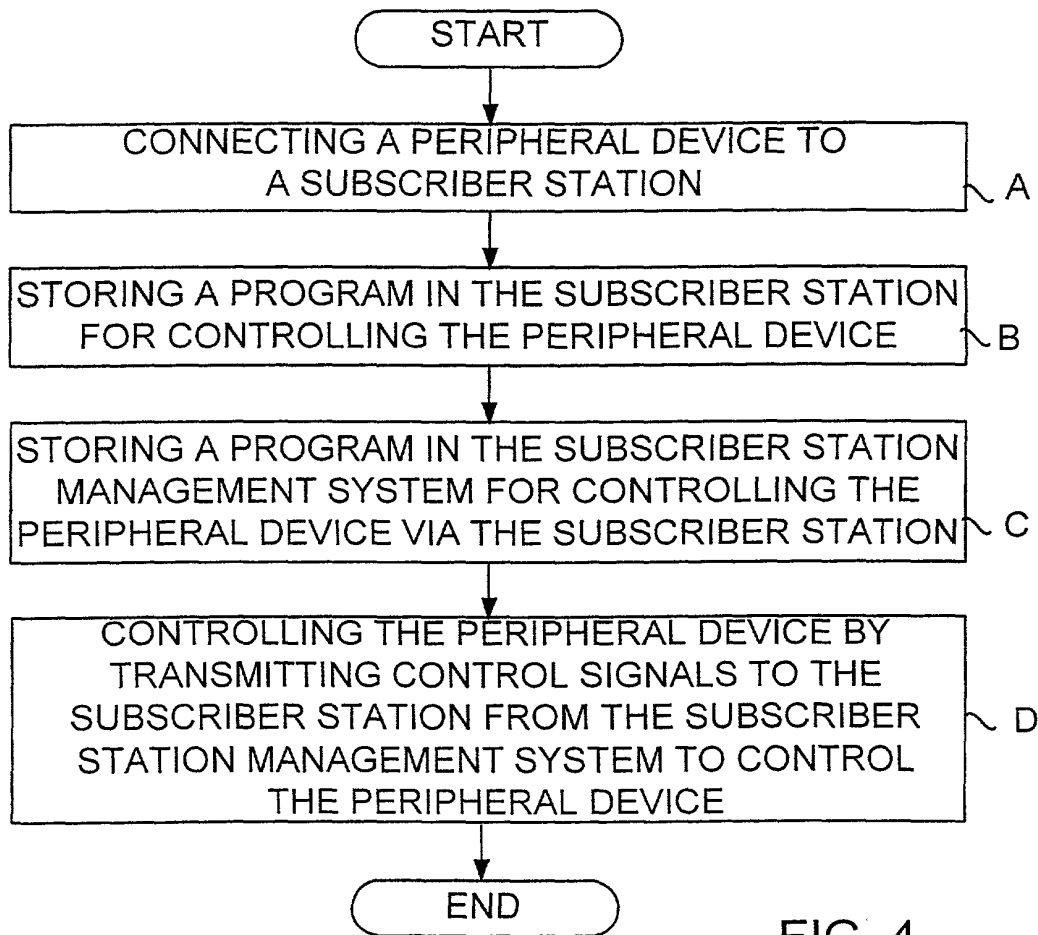 START
CONNECTING A PERIPHERAL DEVICE TO
A SUBSCRIBER STATION
A
STORING A PROGRAM IN THE SUBSCRIBER STATION
FOR CONTROLLING THE PERIPHERAL DEVICE
B
STORING A PROGRAM IN THE SUBSCRIBER STATION
MANAGEMENT SYSTEM FOR CONTROLLING THE
PERIPHERAL DEVICE VIA THE SUBSCRIBER STATION
C
CONTROLLING THE PERIPHERAL DEVICE BY
TRANSMITTING CONTROL SIGNALS TO THE
SUBSCRIBER STATION FROM THE SUBSCRIBER
STATION MANAGEMENT SYSTEM TO CONTROL
THE PERIPHERAL DEVICE
D
END
FIG. 4